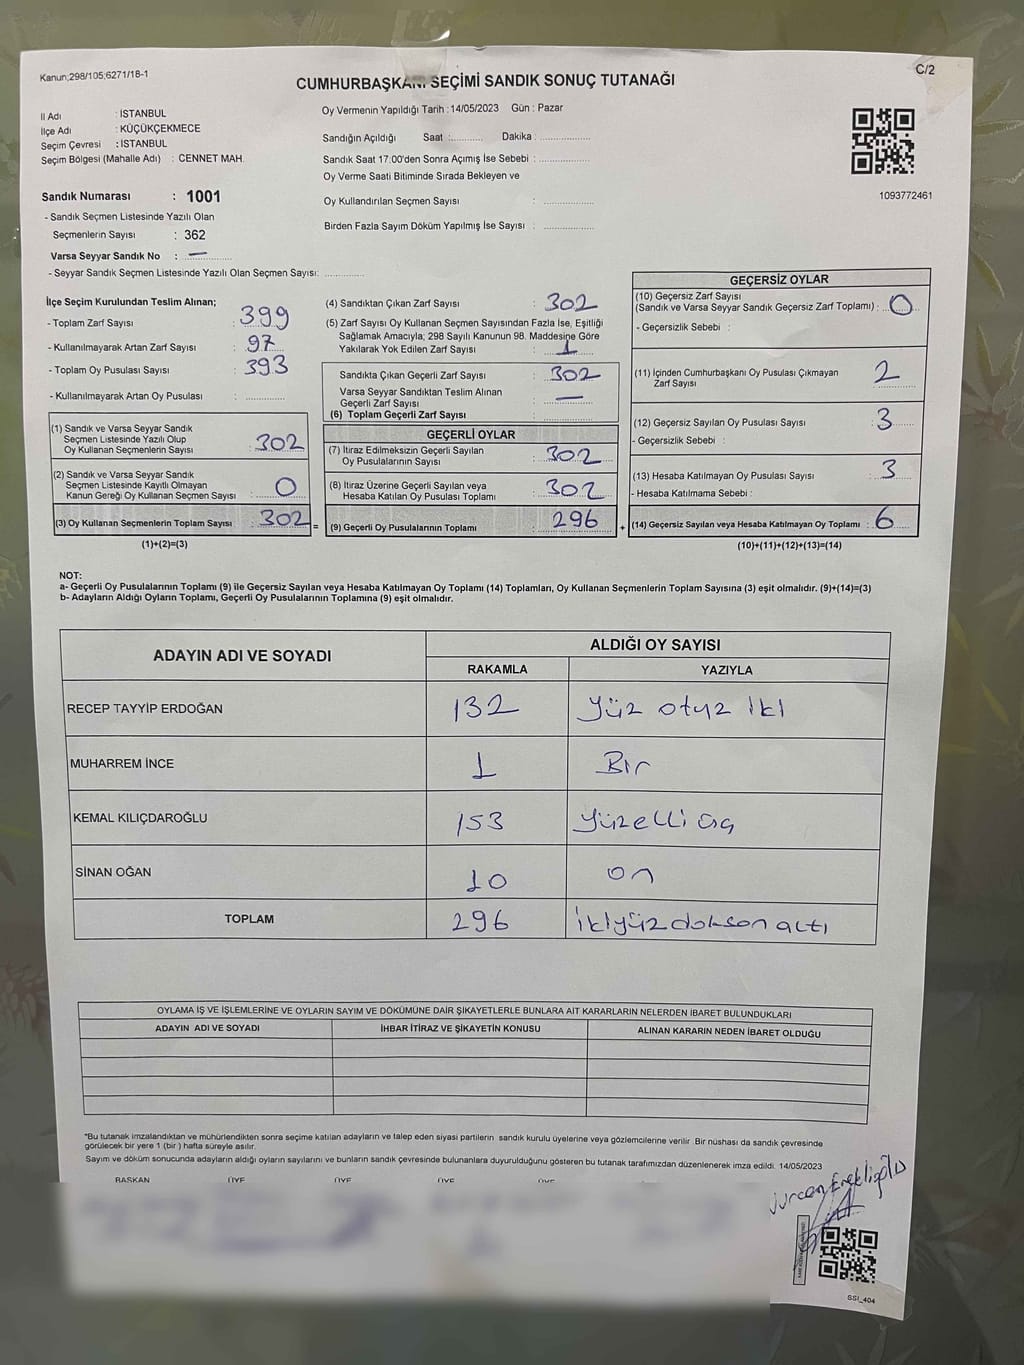 Kanun;298/105;6271/18-1
C/2
CUMHURBAŞKANI SEÇİMİ SANDIK SONUÇ TUTANAĞI
İl Adı : İSTANBUL
İlçe Adı : KÜÇÜKÇEKMECE
Seçim Çevresi : İSTANBUL
Seçim Bölgesi (Mahalle Adı) : CENNET MAH.
Oy Vermenin Yapıldığı Tarih : 14/05/2023 Gün : Pazar
Sandığın Açıldığı Saat :.......... Dakika : ..............
Sandık Saat 17:00'den Sonra Açımış İse Sebebi : ..............
Oy Verme Saati Bitiminde Sırada Bekleyen ve
Oy Kullandırılan Seçmen Sayısı : ..............
Birden Fazla Sayım Döküm Yapılmış İse Sayısı : ..............
1093772461
Sandık Numarası : 1001
- Sandık Seçmen Listesinde Yazılı Olan
Seçmenlerin Sayısı : 362
Varsa Seyyar Sandık No : —
- Seyyar Sandık Seçmen Listesinde Yazılı Olan Seçmen Sayısı: ...........
İlçe Seçim Kurulundan Teslim Alınan;
- Toplam Zarf Sayısı : 399
- Kullanılmayarak Artan Zarf Sayısı : 97
- Toplam Oy Pusulası Sayısı : 393
- Kullanılmayarak Artan Oy Pusulası : ...........
(1) Sandık ve Varsa Seyyar Sandık
Seçmen Listesinde Yazılı Olup
Oy Kullanan Seçmenlerin Sayısı : 302
(2) Sandık ve Varsa Seyyar Sandık
Seçmen Listesinde Kayıtlı Olmayan
Kanun Gereği Oy Kullanan Seçmen Sayısı : 0
(3) Oy Kullanan Seçmenlerin Toplam Sayısı : 302 =
(1)+(2)=(3)
(4) Sandıktan Çıkan Zarf Sayısı : 302
(5) Zarf Sayısı Oy Kullanan Seçmen Sayısından Fazla İse, Eşitliği
Sağlamak Amacıyla; 298 Sayılı Kanunun 98. Maddesine Göre
Yakılarak Yok Edilen Zarf Sayısı : 1
Sandıkta Çıkan Geçerli Zarf Sayısı : 302
Varsa Seyyar Sandıktan Teslim Alınan
Geçerli Zarf Sayısı : —
(6) Toplam Geçerli Zarf Sayısı : ...........
GEÇERLİ OYLAR
(7) İtiraz Edilmeksizin Geçerli Sayılan
Oy Pusulalarının Sayısı : 302
(8) İtiraz Üzerine Geçerli Sayılan veya
Hesaba Katılan Oy Pusulası Toplamı : 302
(9) Geçerli Oy Pusulalarının Toplamı : 296 +
GEÇERSİZ OYLAR
(10) Geçersiz Zarf Sayısı
(Sandık ve Varsa Seyyar Sandık Geçersiz Zarf Toplamı) : 0
- Geçersizlik Sebebi :
(11) İçinden Cumhurbaşkanı Oy Pusulası Çıkmayan
Zarf Sayısı : 2
(12) Geçersiz Sayılan Oy Pusulası Sayısı : 3
- Geçersizlik Sebebi :
(13) Hesaba Katılmayan Oy Pusulası Sayısı : 3
- Hesaba Katılmama Sebebi :
(14) Geçersiz Sayılan veya Hesaba Katılmayan Oy Toplamı : 6
(10)+(11)+(12)+(13)=(14)
NOT:
a- Geçerli Oy Pusulalarının Toplamı (9) ile Geçersiz Sayılan veya Hesaba Katılmayan Oy Toplamı (14) Toplamları, Oy Kullanan Seçmenlerin Toplam Sayısına (3) eşit olmalıdır. (9)+(14)=(3)
b- Adayların Aldığı Oyların Toplamı, Geçerli Oy Pusulalarının Toplamına (9) eşit olmalıdır.
ADAYIN ADI VE SOYADI
ALDIĞI OY SAYISI
RAKAMLA YAZIYLA
RECEP TAYYİP ERDOĞAN 132 Yüz otuz iki
MUHARREM İNCE 1 Bir
KEMAL KILIÇDAROĞLU 153 Yüzelli üç
SİNAN OĞAN 10 on
TOPLAM 296 ikiyüzdoksan altı
OYLAMA İŞ VE İŞLEMLERİNE VE OYLARIN SAYIM VE DÖKÜMÜNE DAİR ŞİKAYETLERLE BUNLARA AİT KARARLARIN NELERDEN İBARET BULUNDUKLARI
ADAYIN ADI VE SOYADI İHBAR İTİRAZ VE ŞİKAYETİN KONUSU ALINAN KARARIN NEDEN İBARET OLDUĞU
*Bu tutanak imzalandıktan ve mühürlendikten sonra seçime katılan adayların ve talep eden siyasi partilerin sandık kurulu üyelerine veya gözlemcilerine verilir. Bir nüshası da sandık çevresinde
görülecek bir yere 1 (bir) hafta süreyle asılır.
Sayım ve döküm sonucunda adayların aldığı oyların sayılarını ve bunların sandık çevresinde bulunanlara duyurulduğunu gösteren bu tutanak tarafımızdan düzenlenerek imza edildi. 14/05/2023
BAŞKAN ÜYE ÜYE ÜYE ÜYE
SSI_404